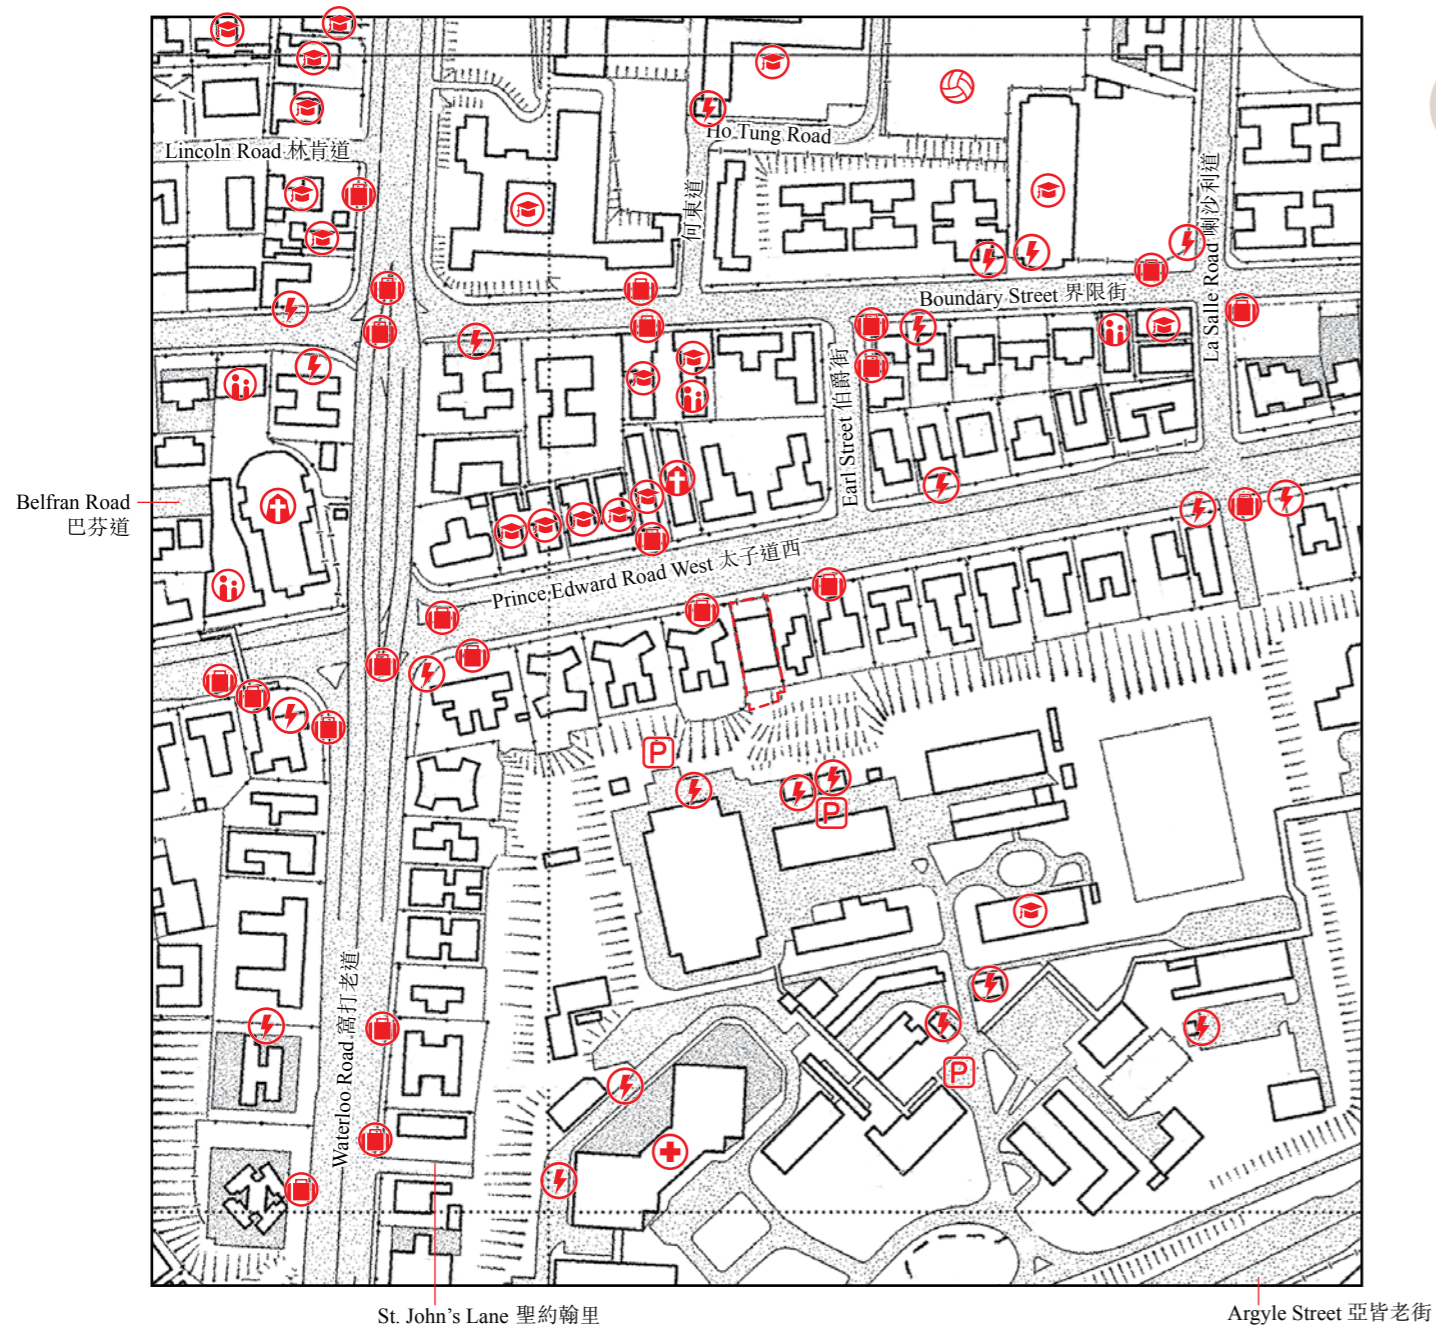 Ho Tung Road
Lincoln Road 林肯道
何東道
La Salle Road 喇沙利道
Boundary Street 界限街
Earl Street 伯爵街
Belfran Road
巴芬道
Prince Edward Road West 太子道西
P
P
Waterloo Road 窩打老道
P
St. John’s Lane 聖約翰里
Argyle Street 亞皆老街